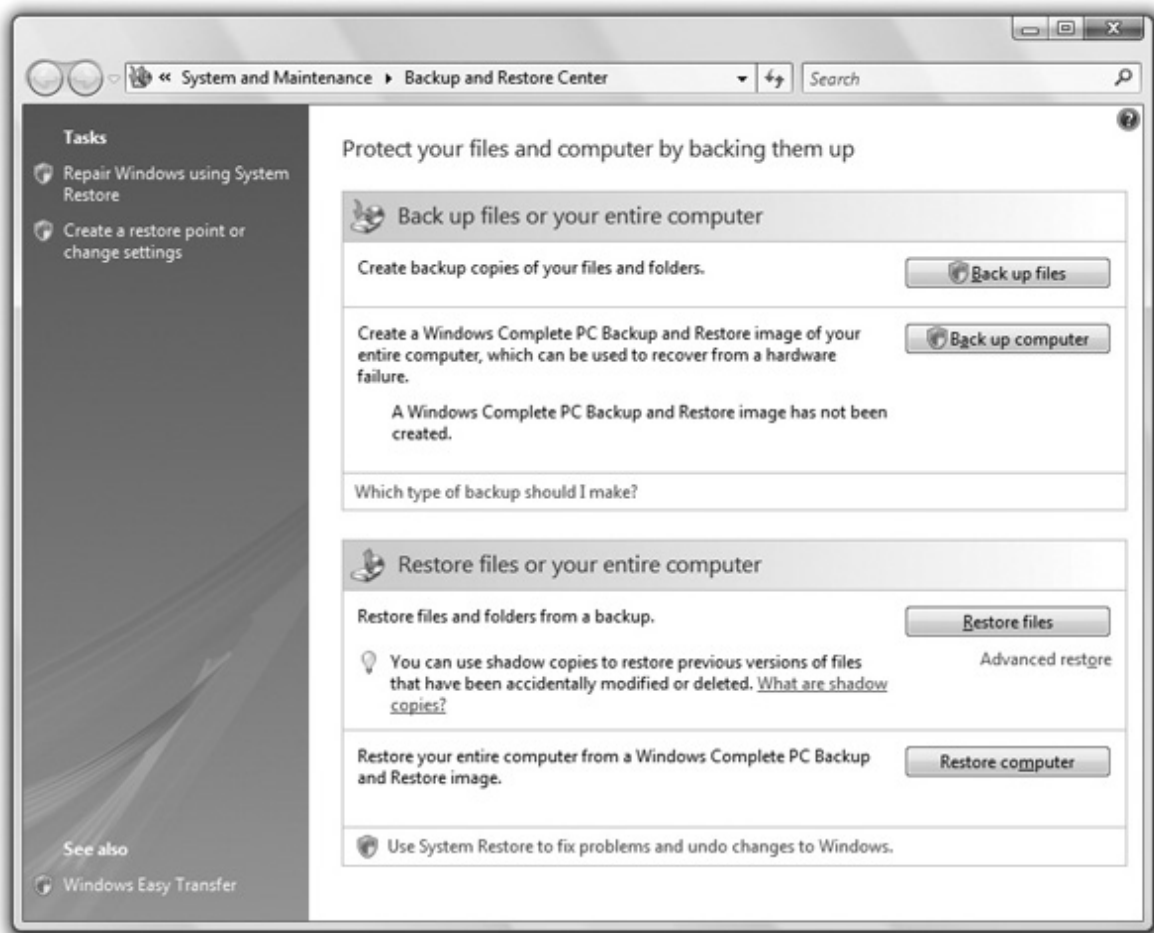 « System and Maintenance ▸ Backup and Restore Center
Search
Tasks
Repair Windows using System
Restore
Create a restore point or
change settings
See also
Windows Easy Transfer
Protect your files and computer by backing them up
Back up files or your entire computer
Create backup copies of your files and folders.
Back up files
Create a Windows Complete PC Backup and Restore image of your
entire computer, which can be used to recover from a hardware
failure.
Back up computer
A Windows Complete PC Backup and Restore image has not been
created.
Which type of backup should I make?
Restore files or your entire computer
Restore files and folders from a backup.
Restore files
You can use shadow copies to restore previous versions of files
that have been accidentally modified or deleted. What are shadow
copies?
Advanced restore
Restore your entire computer from a Windows Complete PC Backup
and Restore image.
Restore computer
Use System Restore to fix problems and undo changes to Windows.